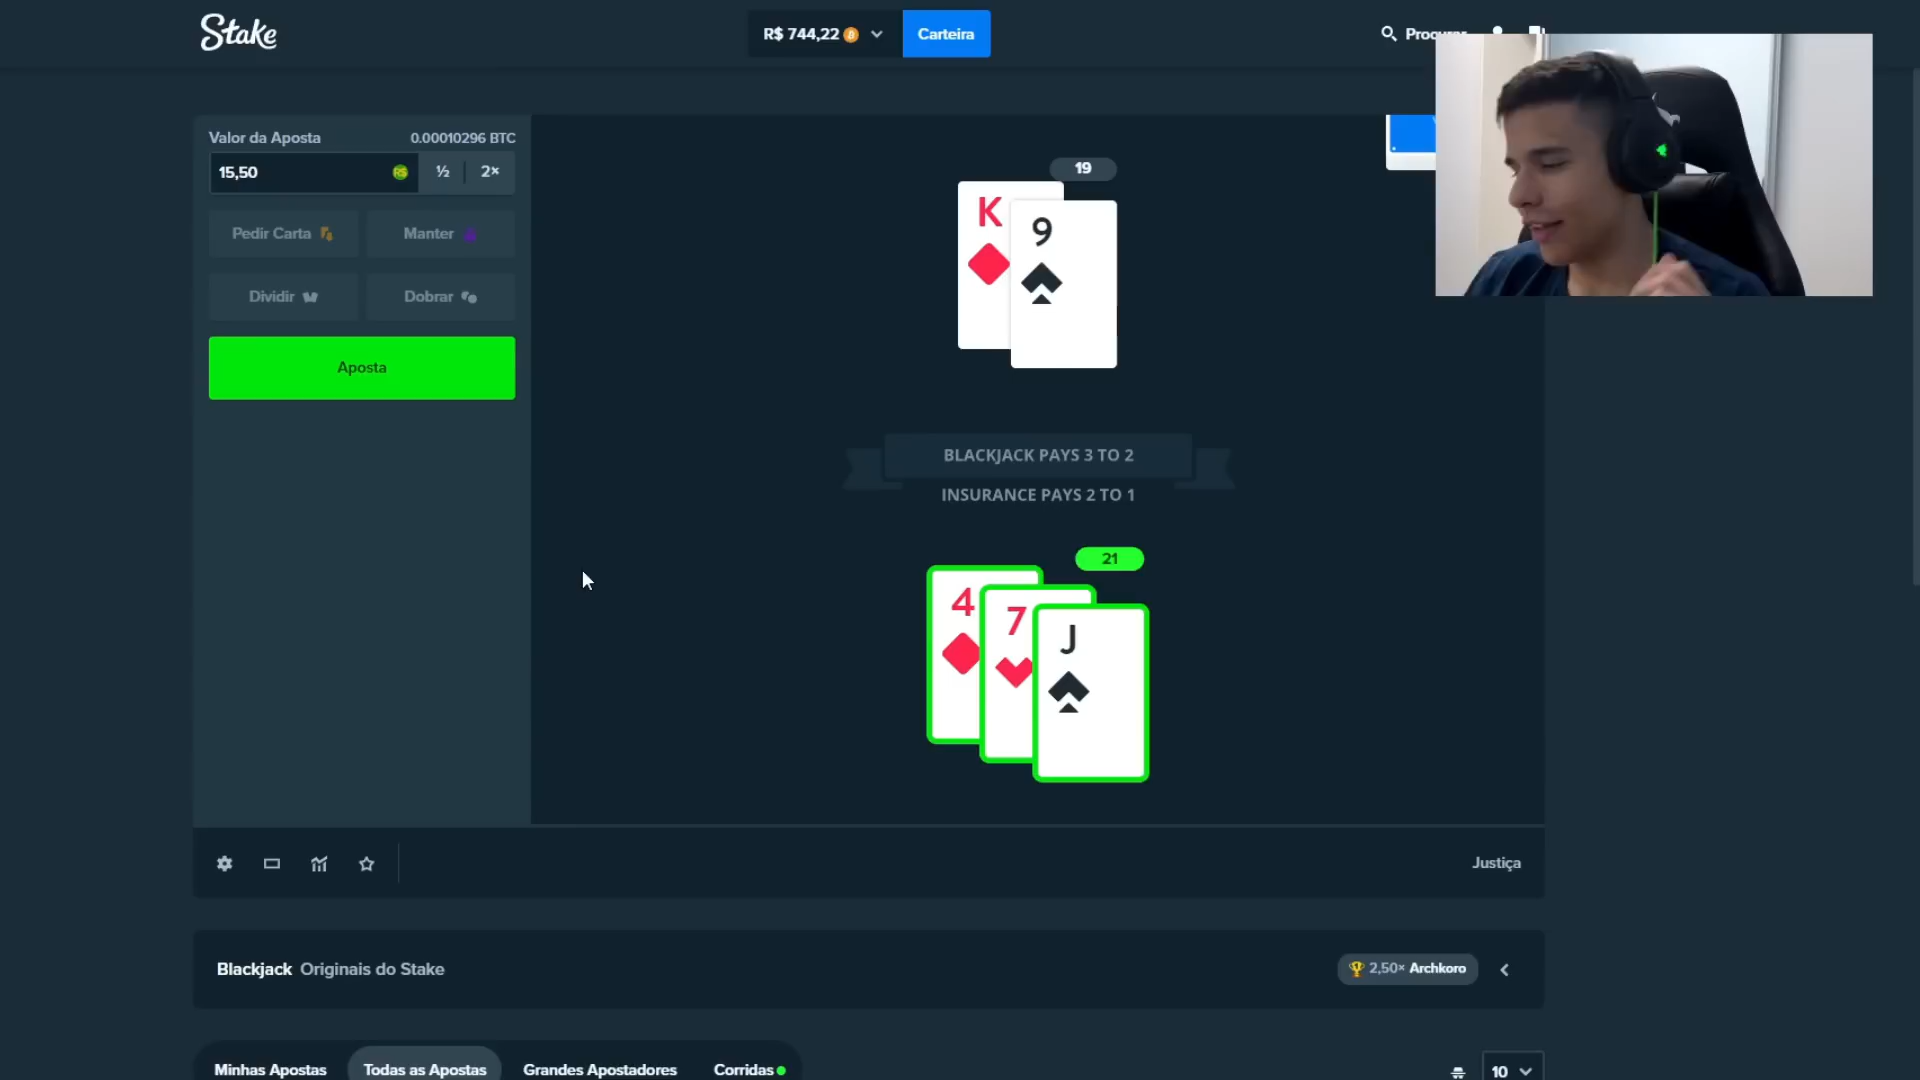 Stake
R$ 744,22
Carteira
Valor da Aposta
0.00010296 BTC
15,50
R$
½
2×
Pedir Carta
Manter
Dividir
Dobrar
Aposta
19
K
9
BLACKJACK PAYS 3 TO 2
INSURANCE PAYS 2 TO 1
21
4
7
J
Justiça
Blackjack Originais do Stake
2,50× Archkoro
Minhas Apostas
Todas as Apostas
Grandes Apostadores
Corridas
10